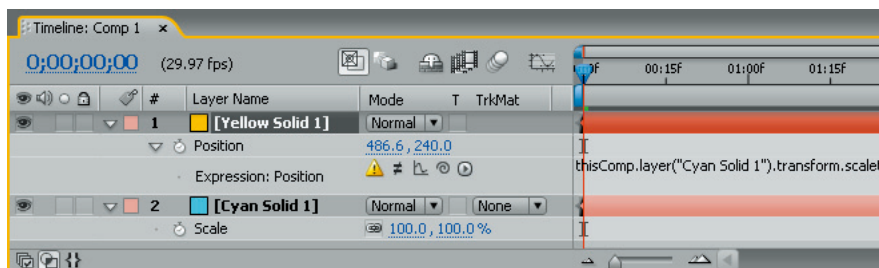 Timeline: Comp 1 x
0;00;00;00 (29.97 fps)
00:15f 01:00f 01:15f
# Layer Name Mode T TrkMat
1 [Yellow Solid 1] Normal
Position 486.6, 240.0
Expression: Position thisComp.layer("Cyan Solid 1").transform.scale
2 [Cyan Solid 1] Normal None
Scale 100.0, 100.0 %